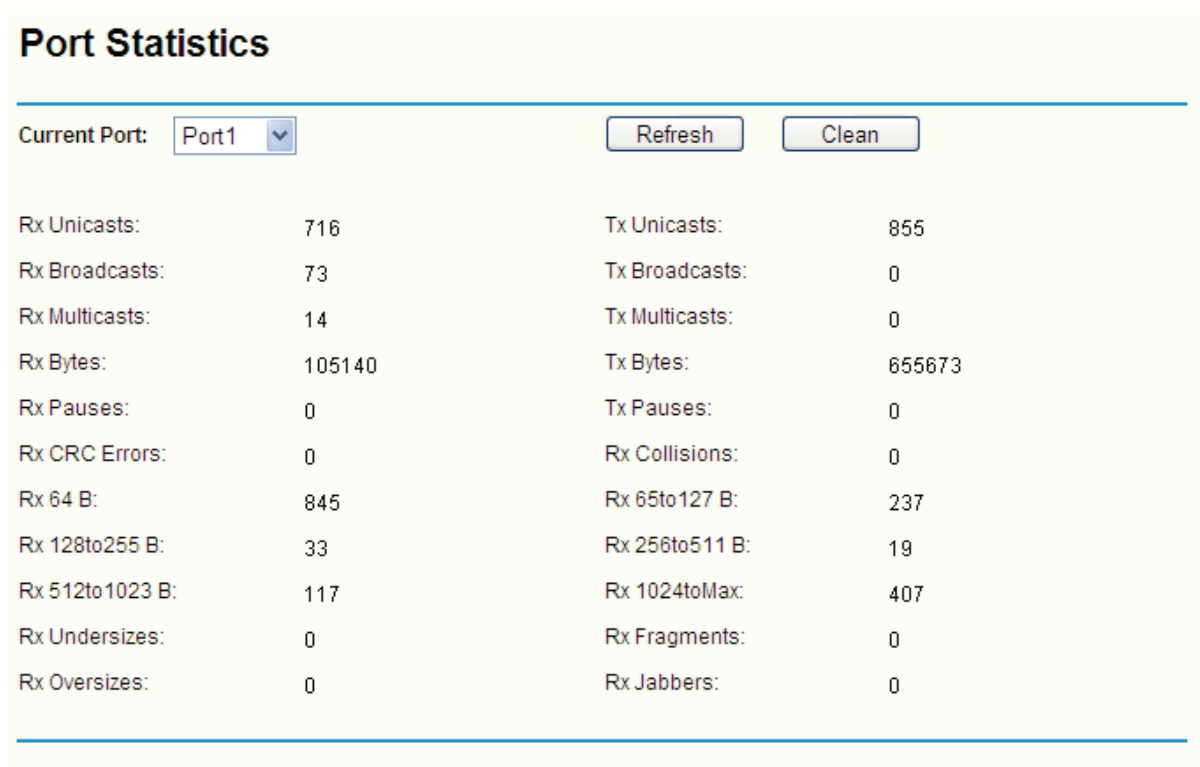 Port Statistics
Current Port: Port1 Refresh Clean
Rx Unicasts: 716 Tx Unicasts: 855
Rx Broadcasts: 73 Tx Broadcasts: 0
Rx Multicasts: 14 Tx Multicasts: 0
Rx Bytes: 105140 Tx Bytes: 655673
Rx Pauses: 0 Tx Pauses: 0
Rx CRC Errors: 0 Rx Collisions: 0
Rx 64 B: 845 Rx 65to127 B: 237
Rx 128to255 B: 33 Rx 256to511 B: 19
Rx 512to1023 B: 117 Rx 1024toMax: 407
Rx Undersizes: 0 Rx Fragments: 0
Rx Oversizes: 0 Rx Jabbers: 0